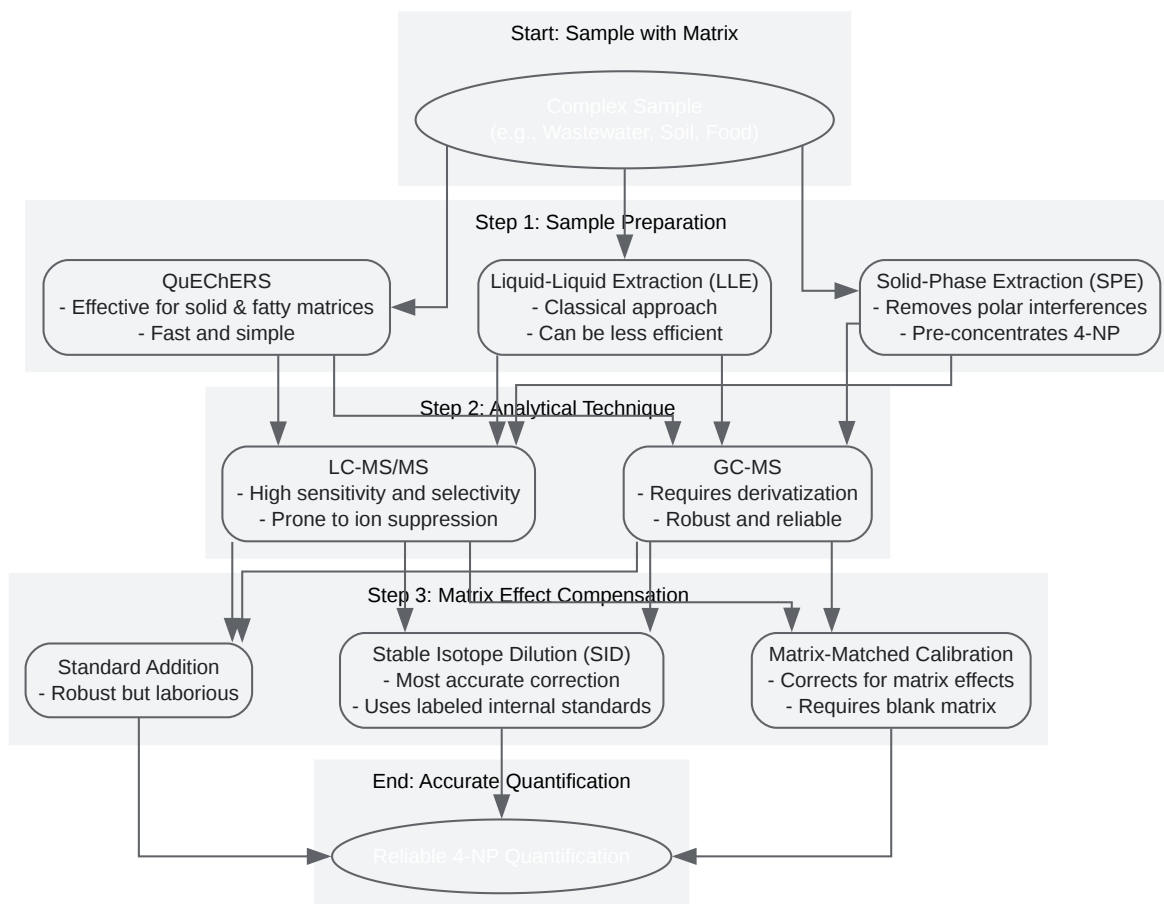 Start: Sample with Matrix
Complex Sample
(e.g., Wastewater, Soil, Food)
Step 1: Sample Preparation
QuEChERS
- Effective for solid & fatty matrices
- Fast and simple
Liquid-Liquid Extraction (LLE)
- Classical approach
- Can be less efficient
Solid-Phase Extraction (SPE)
- Removes polar interferences
- Pre-concentrates 4-NP
Step 2: Analytical Technique
LC-MS/MS
- High sensitivity and selectivity
- Prone to ion suppression
GC-MS
- Requires derivatization
- Robust and reliable
Step 3: Matrix Effect Compensation
Standard Addition
- Robust but laborious
Stable Isotope Dilution (SID)
- Most accurate correction
- Uses labeled internal standards
Matrix-Matched Calibration
- Corrects for matrix effects
- Requires blank matrix
End: Accurate Quantification
Reliable 4-NP Quantification